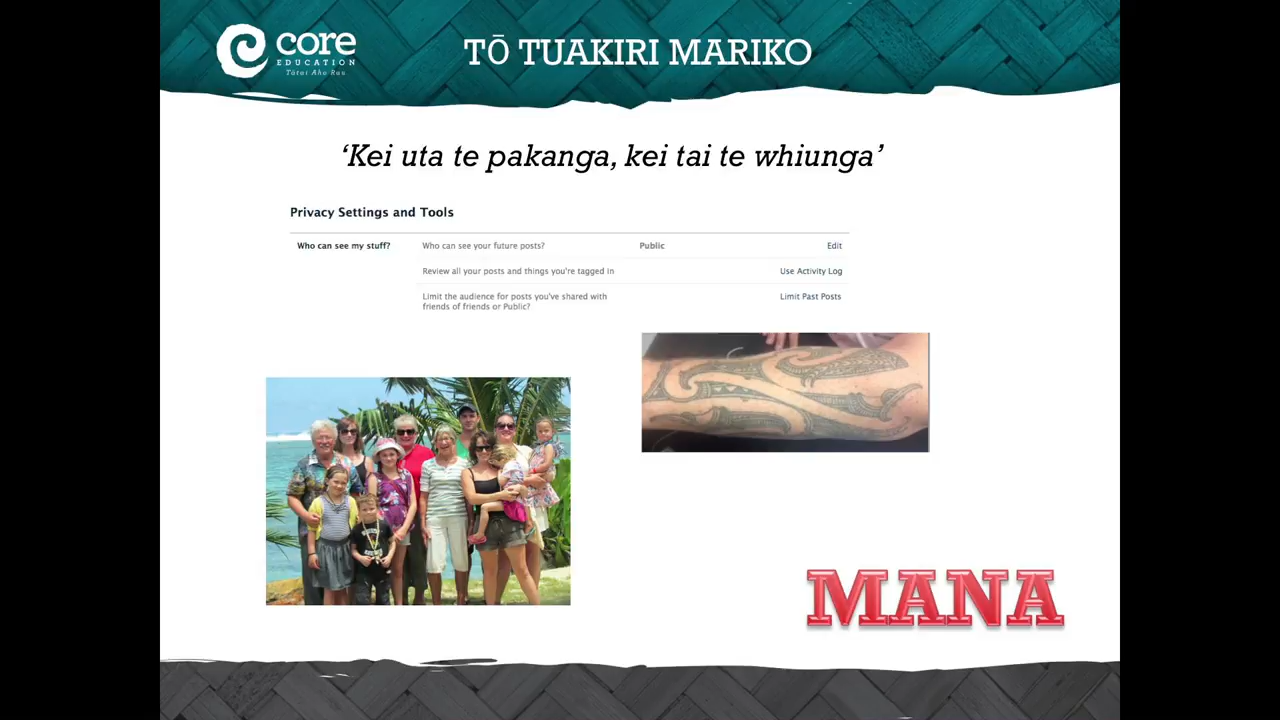 core
EDUCATION
Tātai Aho Rau
TŌ TUAKIRI MARIKO
‘Kei uta te pakanga, kei tai te whiunga’
Privacy Settings and Tools
Who can see my stuff? Who can see your future posts? Public Edit
Review all your posts and things you're tagged in Use Activity Log
Limit the audience for posts you've shared with Limit Past Posts
friends of friends or Public?
MANA